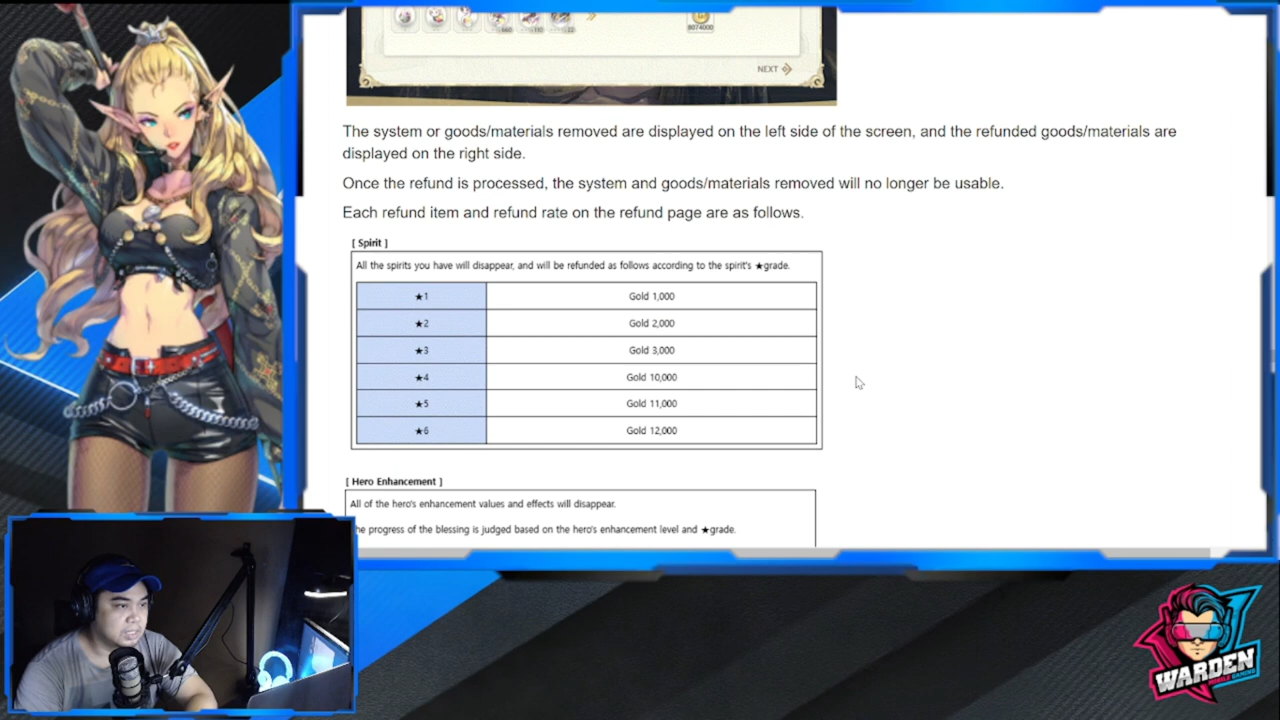 8074000
NEXT
The system or goods/materials removed are displayed on the left side of the screen, and the refunded goods/materials are
displayed on the right side.
Once the refund is processed, the system and goods/materials removed will no longer be usable.
Each refund item and refund rate on the refund page are as follows.
[ Spirit ]
All the spirits you have will disappear, and will be refunded as follows according to the spirit's ★grade.
★1 Gold 1,000
★2 Gold 2,000
★3 Gold 3,000
★4 Gold 10,000
★5 Gold 11,000
★6 Gold 12,000
[ Hero Enhancement ]
All of the hero's enhancement values and effects will disappear.
progress of the blessing is judged based on the hero's enhancement level and ★grade.
WARDEN
MOBILE GAMING